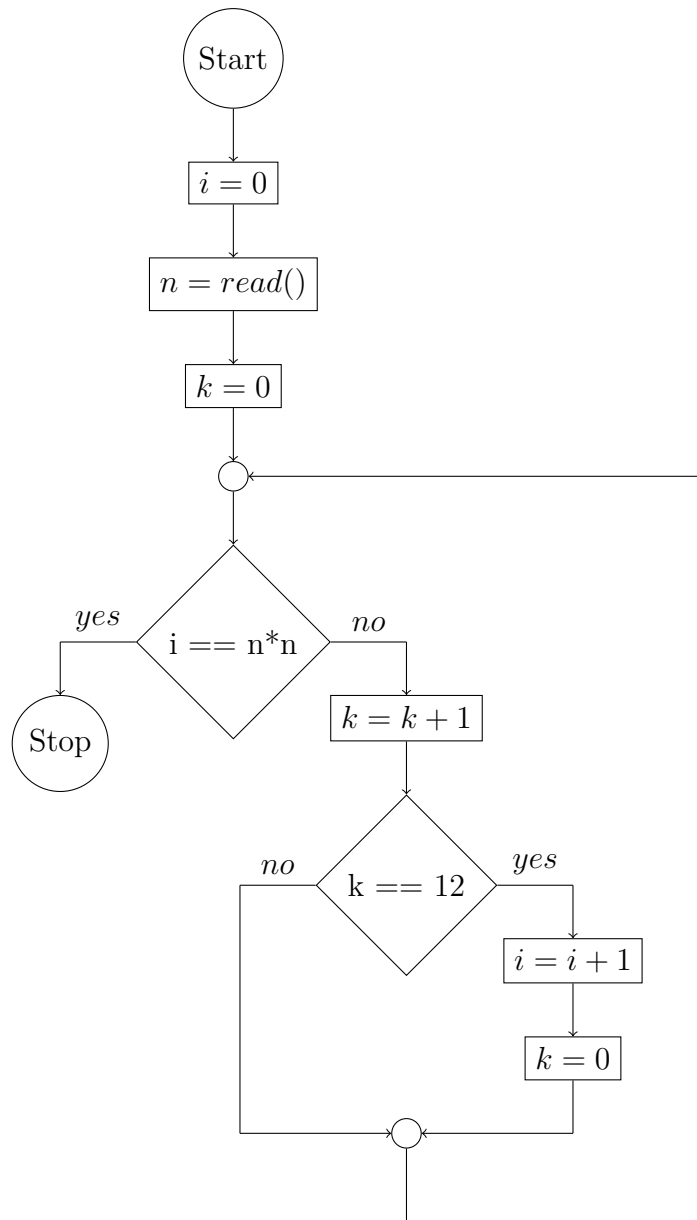 Start
i = 0
n = read()
k = 0
yes
i == n*n
no
Stop
k = k + 1
no
k == 12
yes
i = i + 1
k = 0